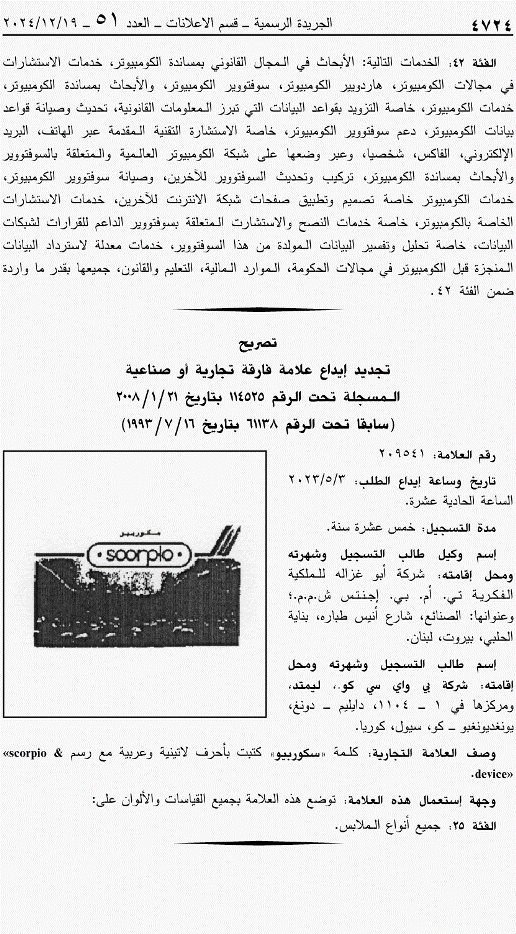 ٤٧٢٤
الجريدة الرسمية – قسم الاعلانات – العدد ٥١ – ٢٠٢٤/١٢/١٩
الفئة ٤٢: الخدمات التالية: الأبحاث في المجال القانوني بمساندة الكومبيوتر، خدمات الاستشارات
في مجالات الكومبيوتر، هاردويير الكومبيوتر، سوفتويير الكومبيوتر، والأبحاث بمساندة الكومبيوتر،
خدمات الكومبيوتر، خاصة التزويد بقواعد البيانات التي تبرز المعلومات القانونية، تحديث وصيانة قواعد
بيانات الكومبيوتر، دعم سوفتويير الكومبيوتر، خاصة الاستشارة التقنية المقدمة عبر الهاتف، البريد
الإلكتروني، الفاكس، شخصيا، وعبر وضعها على شبكة الكومبيوتر العالمية والمتعلقة بالسوفتويير
والأبحاث بمساندة الكومبيوتر، تركيب وتحديث السوفتويير للآخرين، وصيانة سوفتويير الكومبيوتر،
خدمات الكومبيوتر خاصة تصميم وتطبيق صفحات شبكة الانترنت للآخرين، خدمات الاستشارات
الخاصة بالكومبيوتر، خاصة خدمات النصح والاستشارت المتعلقة بسوفتويير الداعم للقرارات لشبكات
البيانات، خاصة تحليل وتفسير البيانات المولدة من هذا السوفتويير، خدمات معدلة لاسترداد البيانات
المنجزة قبل الكومبيوتر في مجالات الحكومة، الموارد المالية، التعليم والقانون، جميعها بقدر ما واردة
ضمن الفئة ٤٢.
تصريح
تجديد إيداع علامة فارقة تجارية أو صناعية
المسجلة تحت الرقم ١١٤٥٢٥ بتاريخ ٢٠٠٨/١/٢١
(سابقا تحت الرقم ٦١١٣٨ بتاريخ ١٩٩٣/٧/١٦)
رقم العلامة: ٢٠٩٥٤١
تاريخ وساعة إيداع الطلب: ٢٠٢٣/٥/٣
الساعة الحادية عشرة.
مدة التسجيل: خمس عشرة سنة.
إسم وكيل طالب التسجيل وشهرته
ومحل إقامته: شركة أبو غزاله للملكية
الفكرية تي. أم. بي. إجنتس ش.م.م.؛
وعنوانها: الصنائع، شارع أنيس طباره، بناية
الحلبي، بيروت، لبنان.
إسم طالب التسجيل وشهرته ومحل
إقامته: شركة بي واي سي كو.، ليمتد،
ومركزها في ١ – ١١٠٤، دايليم – دونغ،
يونغديونغبو – كو، سيول، كوريا.
سكوربيو
scorpio
وصف العلامة التجارية: كلمة «سكوربيو» كتبت بأحرف لاتينية وعربية مع رسم «scorpio &
device».
وجهة إستعمال هذه العلامة: توضع هذه العلامة بجميع القياسات والألوان على:
الفئة ٢٥: جميع أنواع الملابس.